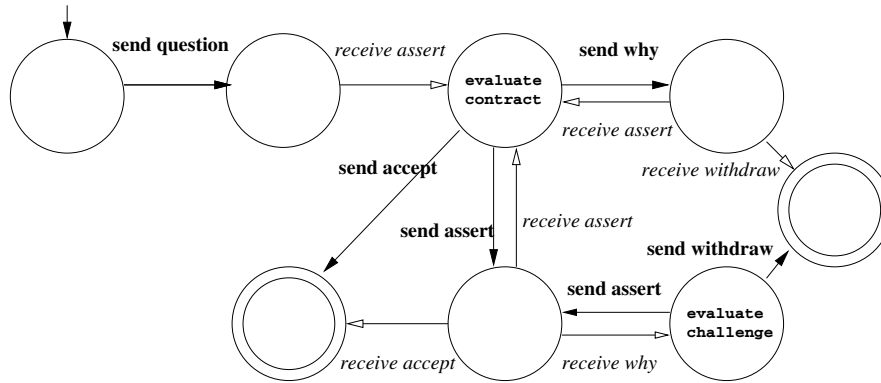 send question
receive assert
send why
evaluate
contract
receive assert
send accept
receive withdraw
send assert
receive assert
send withdraw
send assert
evaluate
challenge
receive accept
receive why